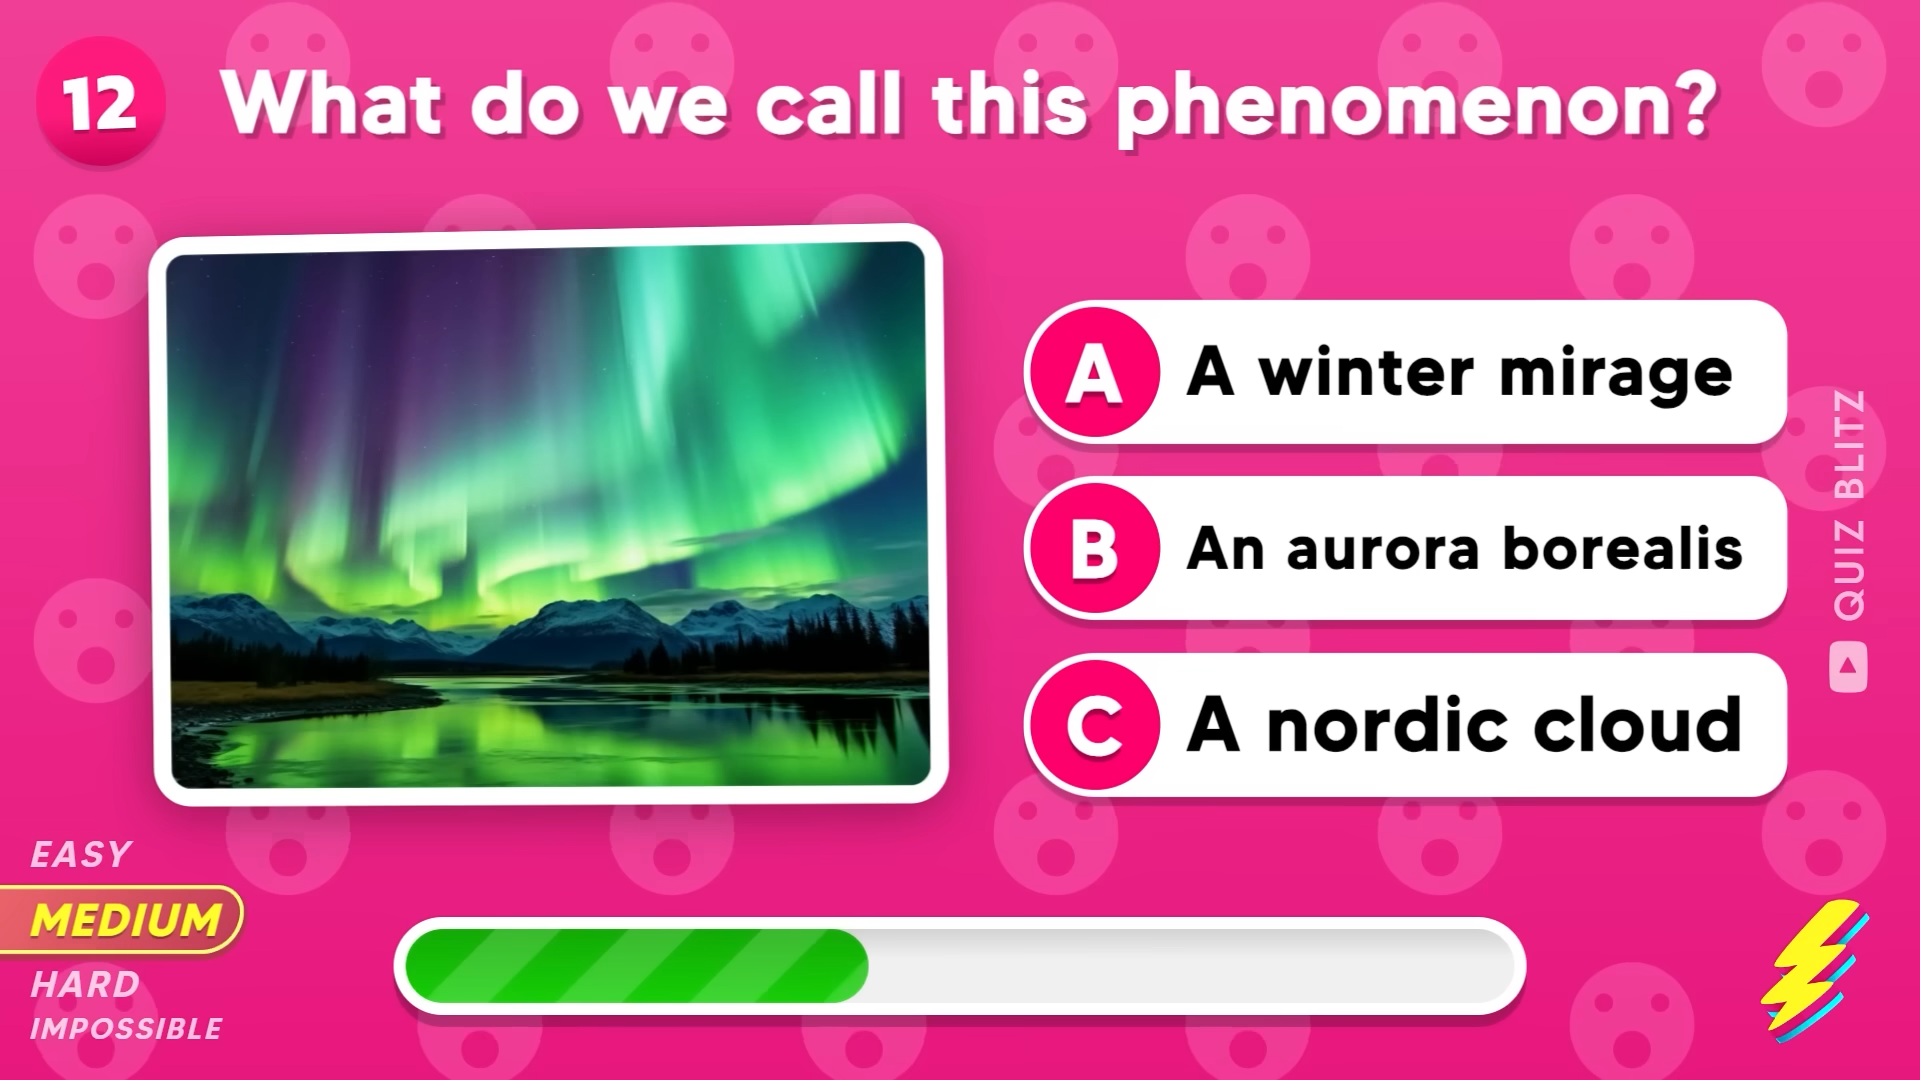 12
What do we call this phenomenon?
A A winter mirage
B An aurora borealis
C A nordic cloud
QUIZ BLITZ
EASY
MEDIUM
HARD
IMPOSSIBLE